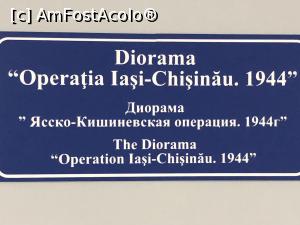 [c] AmFostAcolo®
Diorama
“Operaţia Iaşi-Chişinău. 1944”
Диорама
” Ясско-Кишиневская операция. 1944г”
The Diorama
“Operation Iaşi-Chişinău. 1944”